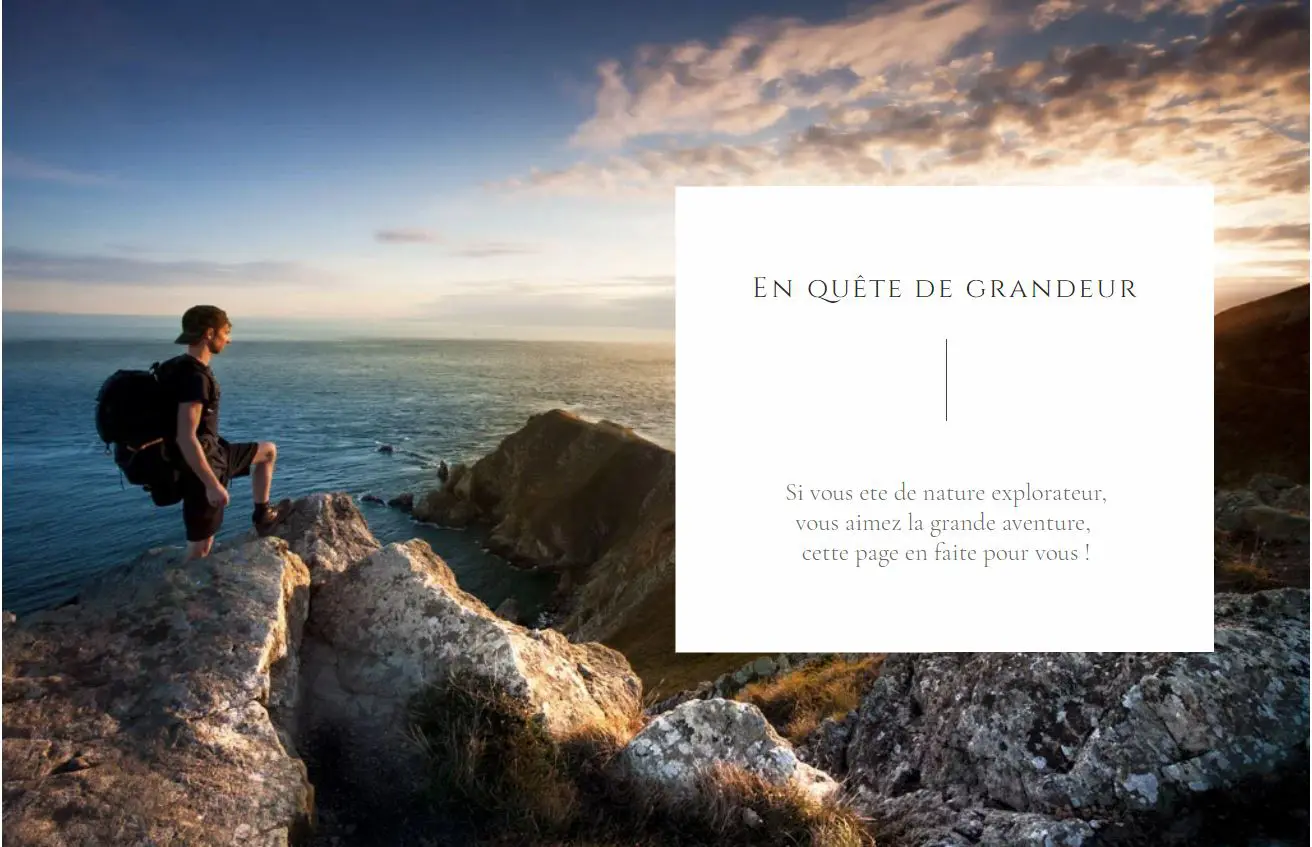 En quête de grandeur
Si vous ete de nature explorateur,
vous aimez la grande aventure,
cette page en faite pour vous !